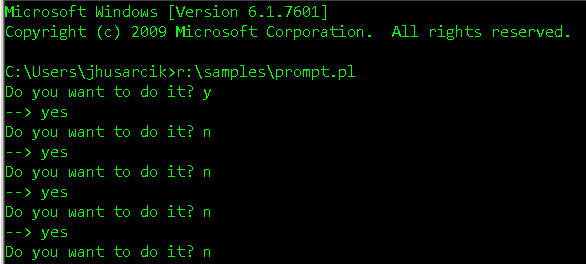 Microsoft Windows [Version 6.1.7601]
Copyright (c) 2009 Microsoft Corporation.  All rights reserved.
C:\Users\jhusarcik>r:\samples\prompt.pl
Do you want to do it? y
--> yes
Do you want to do it? n
--> yes
Do you want to do it? n
--> yes
Do you want to do it? n
--> yes
Do you want to do it? n